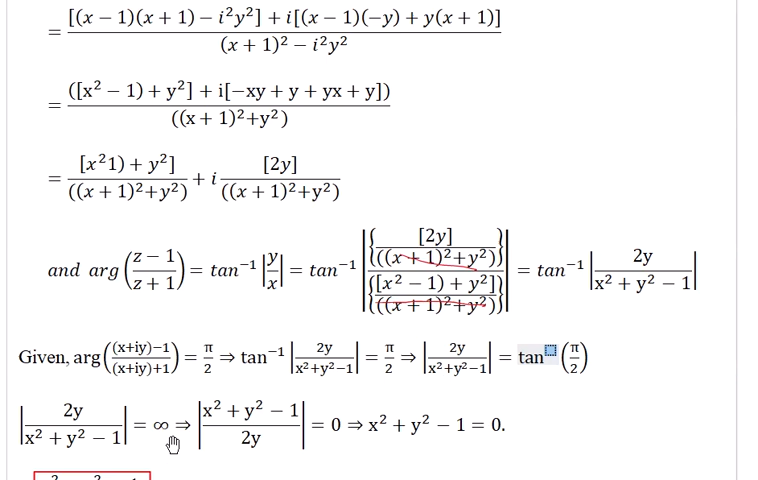 = [(x − 1)(x + 1) − i²y²] + i[(x − 1)(−y) + y(x + 1)] / (x + 1)² − i²y²
= ([x² − 1) + y²] + i[−xy + y + yx + y]) / ((x + 1)²+y²)
= [x²1) + y²] / ((x + 1)²+y²) + i [2y] / ((x + 1)²+y²)
and arg ((z − 1)/(z + 1)) = tan⁻¹ |y/x| = tan⁻¹ |{[2y] / ((x + 1)²+y²)} / {([x² − 1) + y²] / ((x + 1)²+y²)}| = tan⁻¹ |2y / (x² + y² − 1)|
Given, arg((x+iy)−1 / (x+iy)+1) = π/2 ⇒ tan⁻¹ |2y / x²+y²−1| = π/2 ⇒ |2y / x²+y²−1| = tan (π/2)
|2y / x² + y² − 1| = ∞ ⇒ |x² + y² − 1 / 2y| = 0 ⇒ x² + y² − 1 = 0.